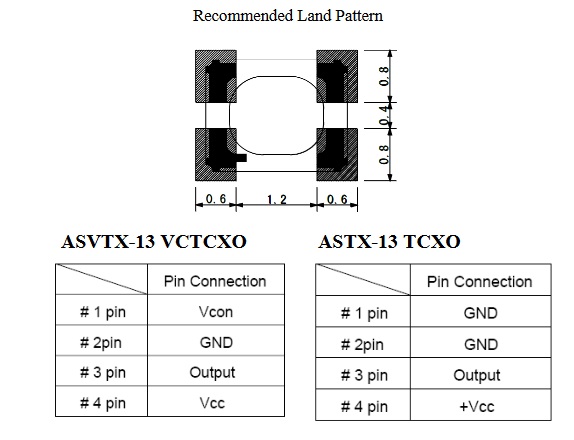 Recommended Land Pattern
0.8
0.4
0.8
0.6 1.2 0.6
ASVTX-13 VCTCXO
Pin Connection
# 1 pin Vcon
# 2pin GND
# 3 pin Output
# 4 pin Vcc
ASTX-13 TCXO
Pin Connection
# 1 pin GND
# 2pin GND
# 3 pin Output
# 4 pin +Vcc